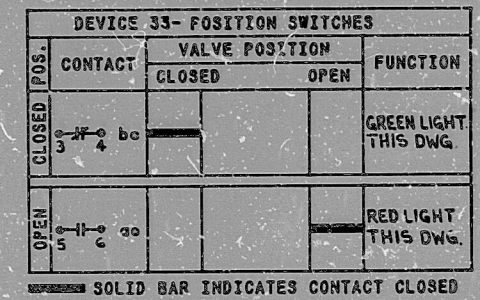 DEVICE 33- POSITION SWITCHES
POS.
CONTACT
VALVE POSITION
CLOSED OPEN
FUNCTION
CLOSED
3 4 bc
GREEN LIGHT
THIS DWG.
OPEN
5 6 ao
RED LIGHT
THIS DWG.
SOLID BAR INDICATES CONTACT CLOSED